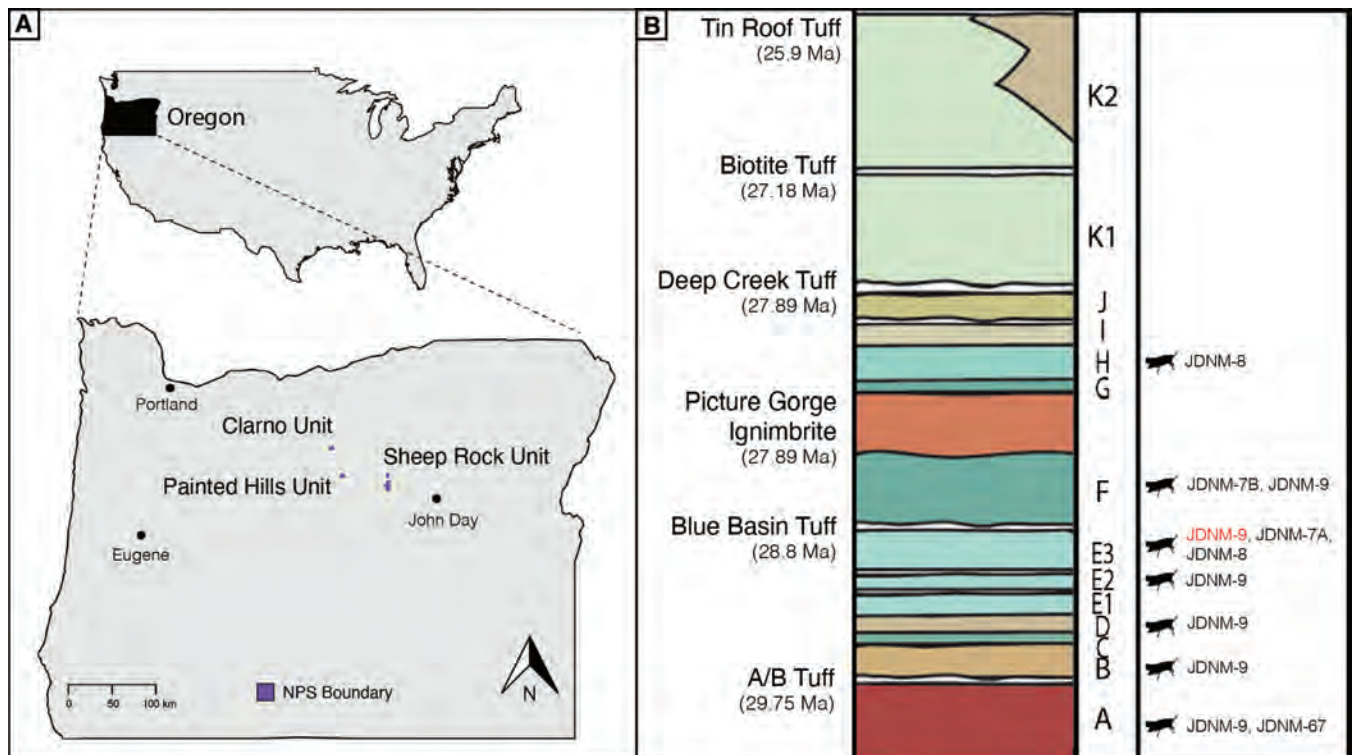 A
Oregon
Portland
Clarno Unit
Sheep Rock Unit
Painted Hills Unit
John Day
Eugene
0 50 100 km
NPS Boundary
N
B
Tin Roof Tuff
(25.9 Ma)
K2
Biotite Tuff
(27.18 Ma)
K1
Deep Creek Tuff
(27.89 Ma)
J
I
H
JDNM-8
G
Picture Gorge
Ignimbrite
(27.89 Ma)
F
JDNM-7B, JDNM-9
Blue Basin Tuff
(28.8 Ma)
E3
JDNM-9, JDNM-7A,
JDNM-8
E2
JDNM-9
E1
D
JDNM-9
C
B
JDNM-9
A/B Tuff
(29.75 Ma)
A
JDNM-9, JDNM-67